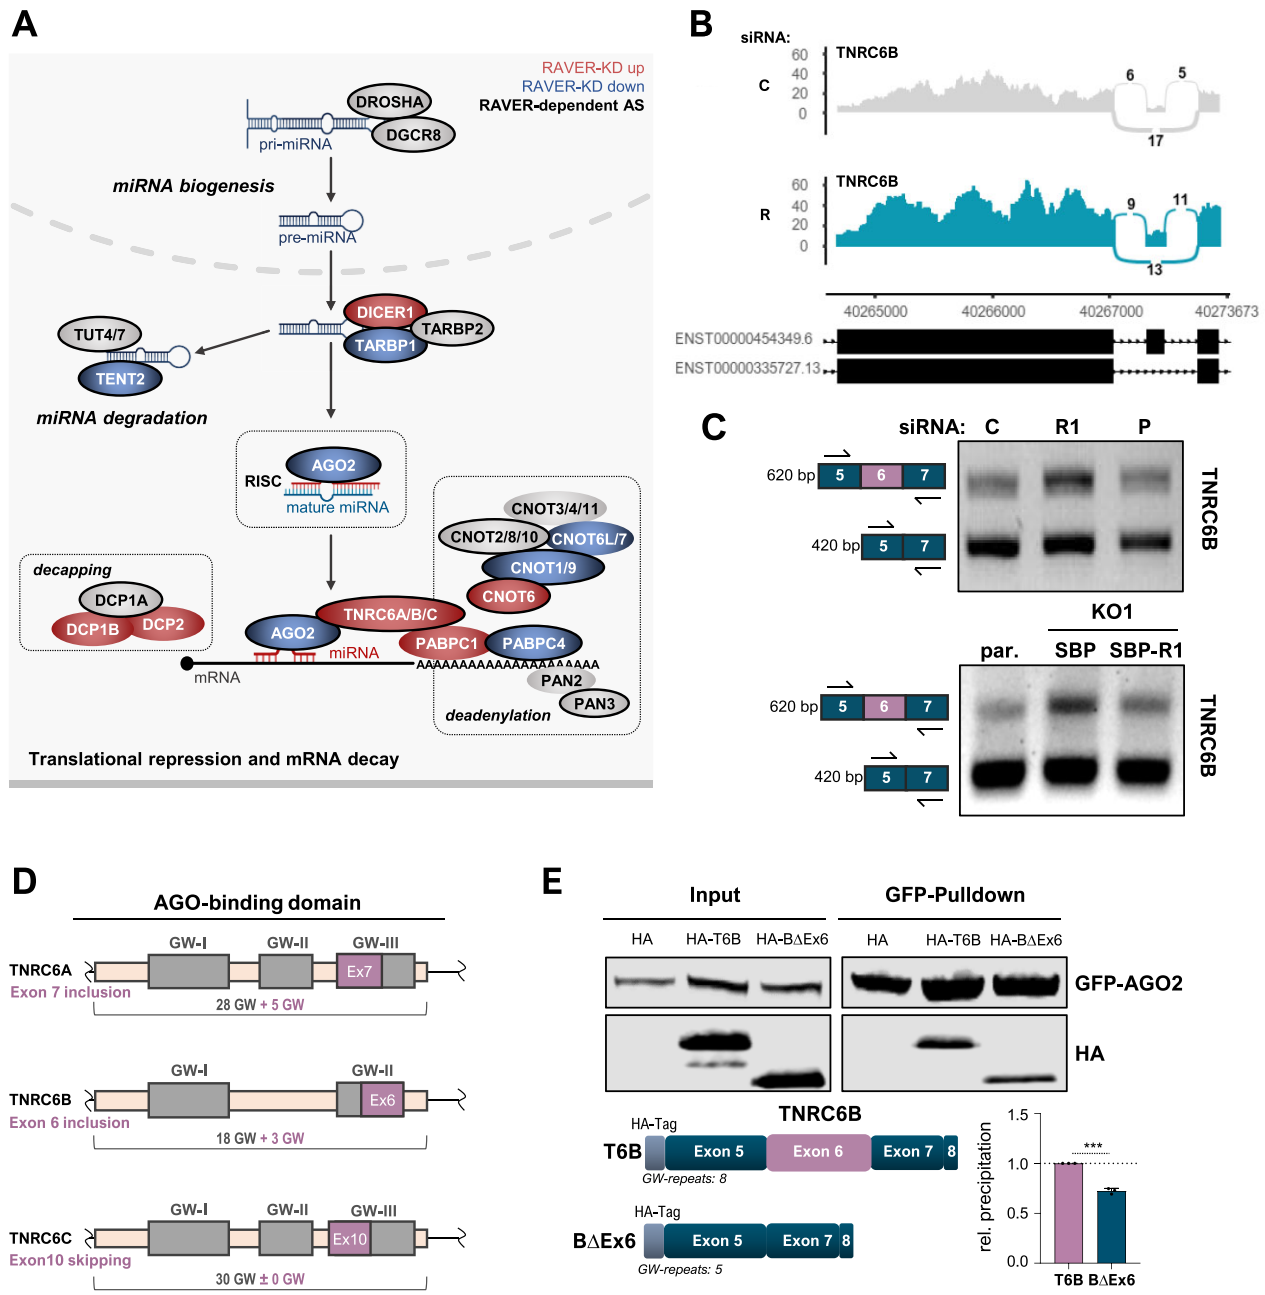 A
RAVER-KD up
RAVER-KD down
RAVER-dependent AS
DROSHA
DGCR8
pri-miRNA
miRNA biogenesis
pre-miRNA
DICER1
TARBP2
TARBP1
TUT4/7
TENT2
miRNA degradation
AGO2
RISC
mature miRNA
CNOT3/4/11
CNOT2/8/10
CNOT6L/7
CNOT1/9
CNOT6
decapping
DCP1A
DCP1B
DCP2
TNRC6A/B/C
AGO2
miRNA
PABPC1
PABPC4
AAAAAAAAAAAAAAAAAAAAA
mRNA
PAN2
PAN3
deadenylation
Translational repression and mRNA decay
B
siRNA:
C
TNRC6B
60
40
20
0
6
5
17
R
TNRC6B
60
40
20
0
9
11
13
40265000
40266000
40267000
40273673
ENST00000454349.6
ENST00000335727.13
C
siRNA:
C
R1
P
620 bp
5
6
7
420 bp
5
7
TNRC6B
KO1
par.
SBP
SBP-R1
620 bp
5
6
7
420 bp
5
7
TNRC6B
D
AGO-binding domain
GW-I
GW-II
GW-III
TNRC6A
Ex7
Exon 7 inclusion
28 GW + 5 GW
GW-I
GW-II
TNRC6B
Ex6
Exon 6 inclusion
18 GW + 3 GW
GW-I
GW-II
GW-III
TNRC6C
Ex10
Exon10 skipping
30 GW ± 0 GW
E
Input
GFP-Pulldown
HA
HA-T6B
HA-BΔEx6
HA
HA-T6B
HA-BΔEx6
GFP-AGO2
HA
TNRC6B
HA-Tag
T6B
Exon 5
Exon 6
Exon 7
8
GW-repeats: 8
HA-Tag
BΔEx6
Exon 5
Exon 7
8
GW-repeats: 5
rel. precipitation
1.5
1.0
0.5
0.0
***
T6B
BΔEx6